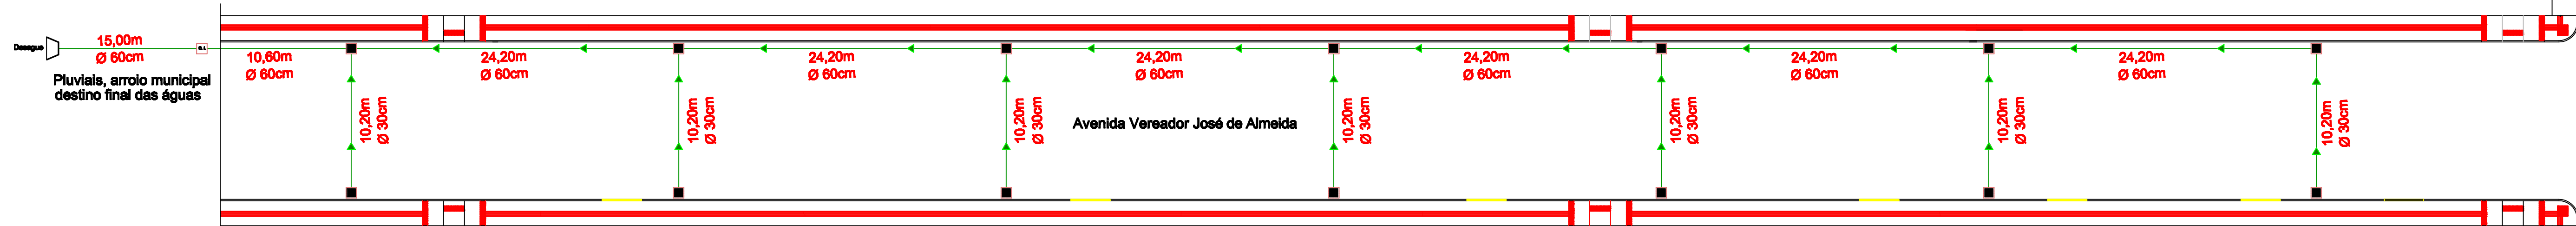 Desague
15,00m
Ø 60cm
B.L
Pluviais, arroio municipal
destino final das águas
10,60m
Ø 60cm
24,20m
Ø 60cm
24,20m
Ø 60cm
24,20m
Ø 60cm
24,20m
Ø 60cm
24,20m
Ø 60cm
24,20m
Ø 60cm
10,20m
Ø 30cm
10,20m
Ø 30cm
10,20m
Ø 30cm
Avenida Vereador José de Almeida
10,20m
Ø 30cm
10,20m
Ø 30cm
10,20m
Ø 30cm
10,20m
Ø 30cm